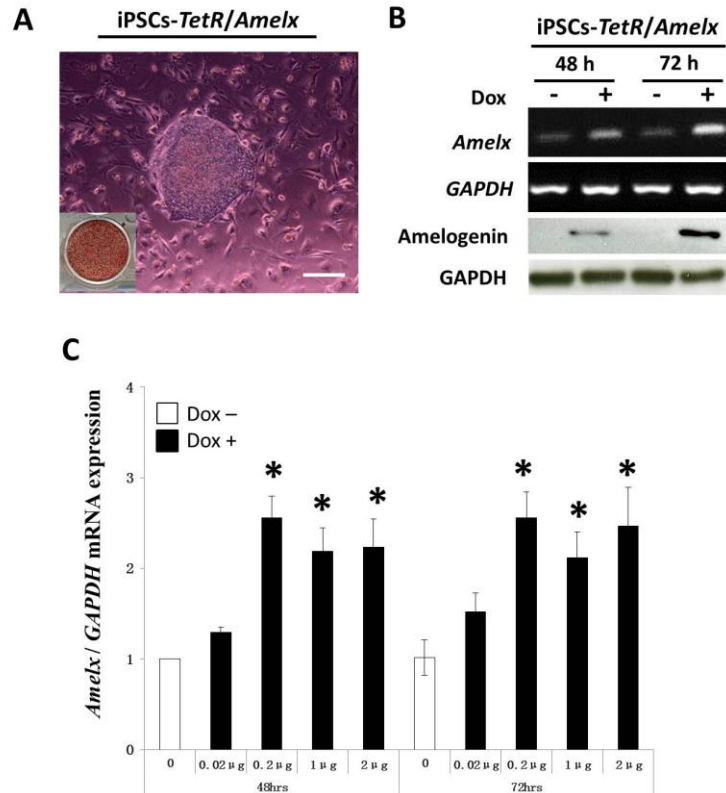 A
iPSCs-TetR/Amelx
B
iPSCs-TetR/Amelx
48 h 72 h
Dox - + - +
Amelx
GAPDH
Amelogenin
GAPDH
C
Amelx / GAPDH mRNA expression
4
3
2
1
0
Dox –
Dox +
* * * * * *
0 0.02μg 0.2μg 1μg 2μg 0 0.02μg 0.2μg 1μg 2μg
48hrs 72hrs